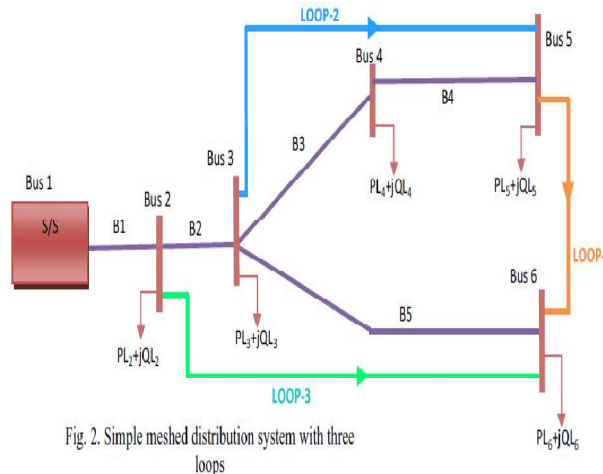 LOOP-2
Bus 5
Bus 4
B4
B3
Bus 3
PL4+jQL4
PL5+jQL5
Bus 1
Bus 2
S/S
B1
B2
LOOP-
Bus 6
B5
PL2+jQL2
PL3+jQL3
LOOP-3
PL6+jQL6
Fig. 2. Simple meshed distribution system with three
loops